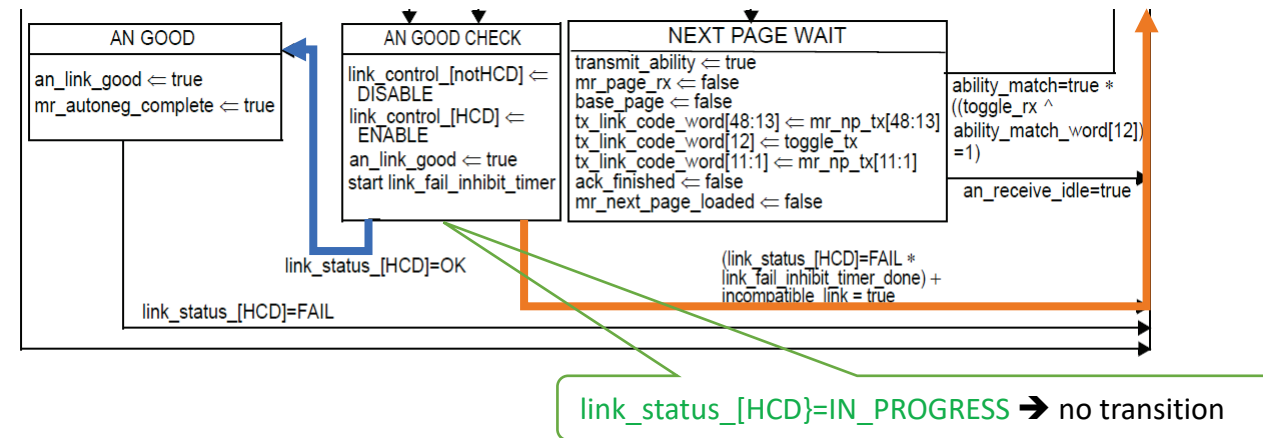 AN GOOD
an_link_good ⇐ true
mr_autoneg_complete ⇐ true
AN GOOD CHECK
link_control_[notHCD] ⇐
DISABLE
link_control_[HCD] ⇐
ENABLE
an_link_good ⇐ true
start link_fail_inhibit_timer
NEXT PAGE WAIT
transmit_ability ⇐ true
mr_page_rx ⇐ false
base_page ⇐ false
tx_link_code_word[48:13] ⇐ mr_np_tx[48:13]
tx_link_code_word[12] ⇐ toggle_tx
tx_link_code_word[11:1] ⇐ mr_np_tx[11:1]
ack_finished ⇐ false
mr_next_page_loaded ⇐ false
ability_match=true *
((toggle_rx ^
ability_match_word[12])
=1)
an_receive_idle=true
link_status_[HCD]=OK
(link_status_[HCD]=FAIL *
link_fail_inhibit_timer_done) +
incompatible_link = true
link_status_[HCD]=FAIL
link_status_[HCD}=IN_PROGRESS ➔ no transition